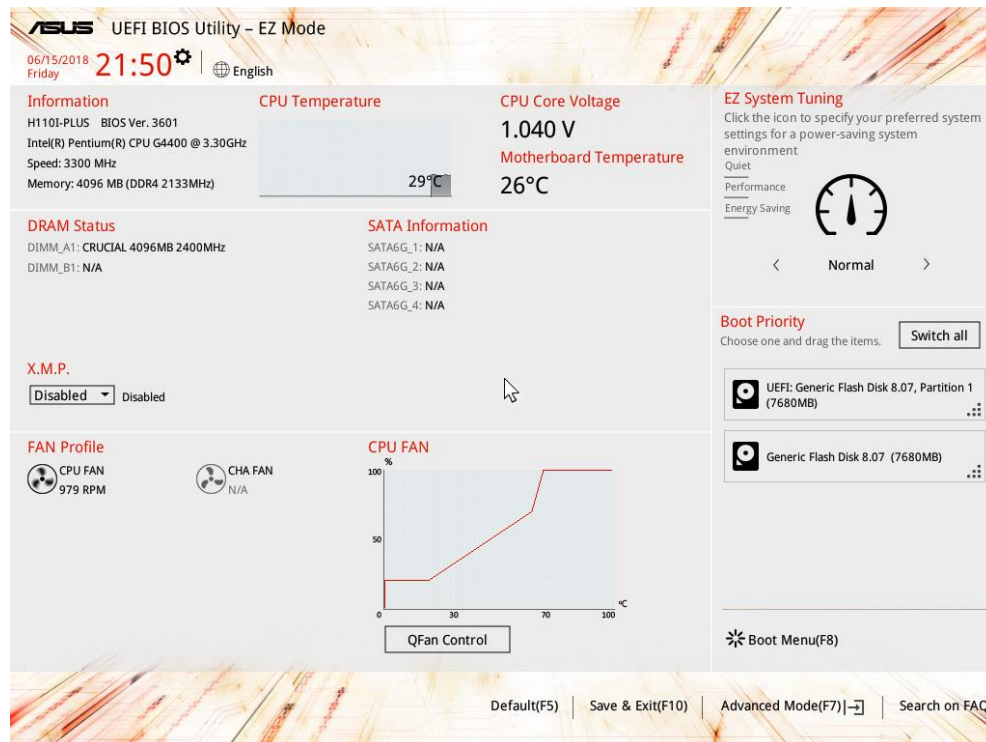 ASUS UEFI BIOS Utility – EZ Mode
06/15/2018
Friday
21:50
English
Information
H110I-PLUS BIOS Ver. 3601
Intel(R) Pentium(R) CPU G4400 @ 3.30GHz
Speed: 3300 MHz
Memory: 4096 MB (DDR4 2133MHz)
CPU Temperature
29°C
CPU Core Voltage
1.040 V
Motherboard Temperature
26°C
EZ System Tuning
Click the icon to specify your preferred system
settings for a power-saving system
environment
Quiet
Performance
Energy Saving
Normal
DRAM Status
DIMM_A1: CRUCIAL 4096MB 2400MHz
DIMM_B1: N/A
SATA Information
SATA6G_1: N/A
SATA6G_2: N/A
SATA6G_3: N/A
SATA6G_4: N/A
X.M.P.
Disabled Disabled
Boot Priority
Choose one and drag the items.
Switch all
UEFI: Generic Flash Disk 8.07, Partition 1
(7680MB)
Generic Flash Disk 8.07 (7680MB)
FAN Profile
CPU FAN
979 RPM
CHA FAN
N/A
CPU FAN
%
100
50
0 30 70 100
°C
QFan Control
Boot Menu(F8)
Default(F5) Save & Exit(F10) Advanced Mode(F7) Search on FAQ